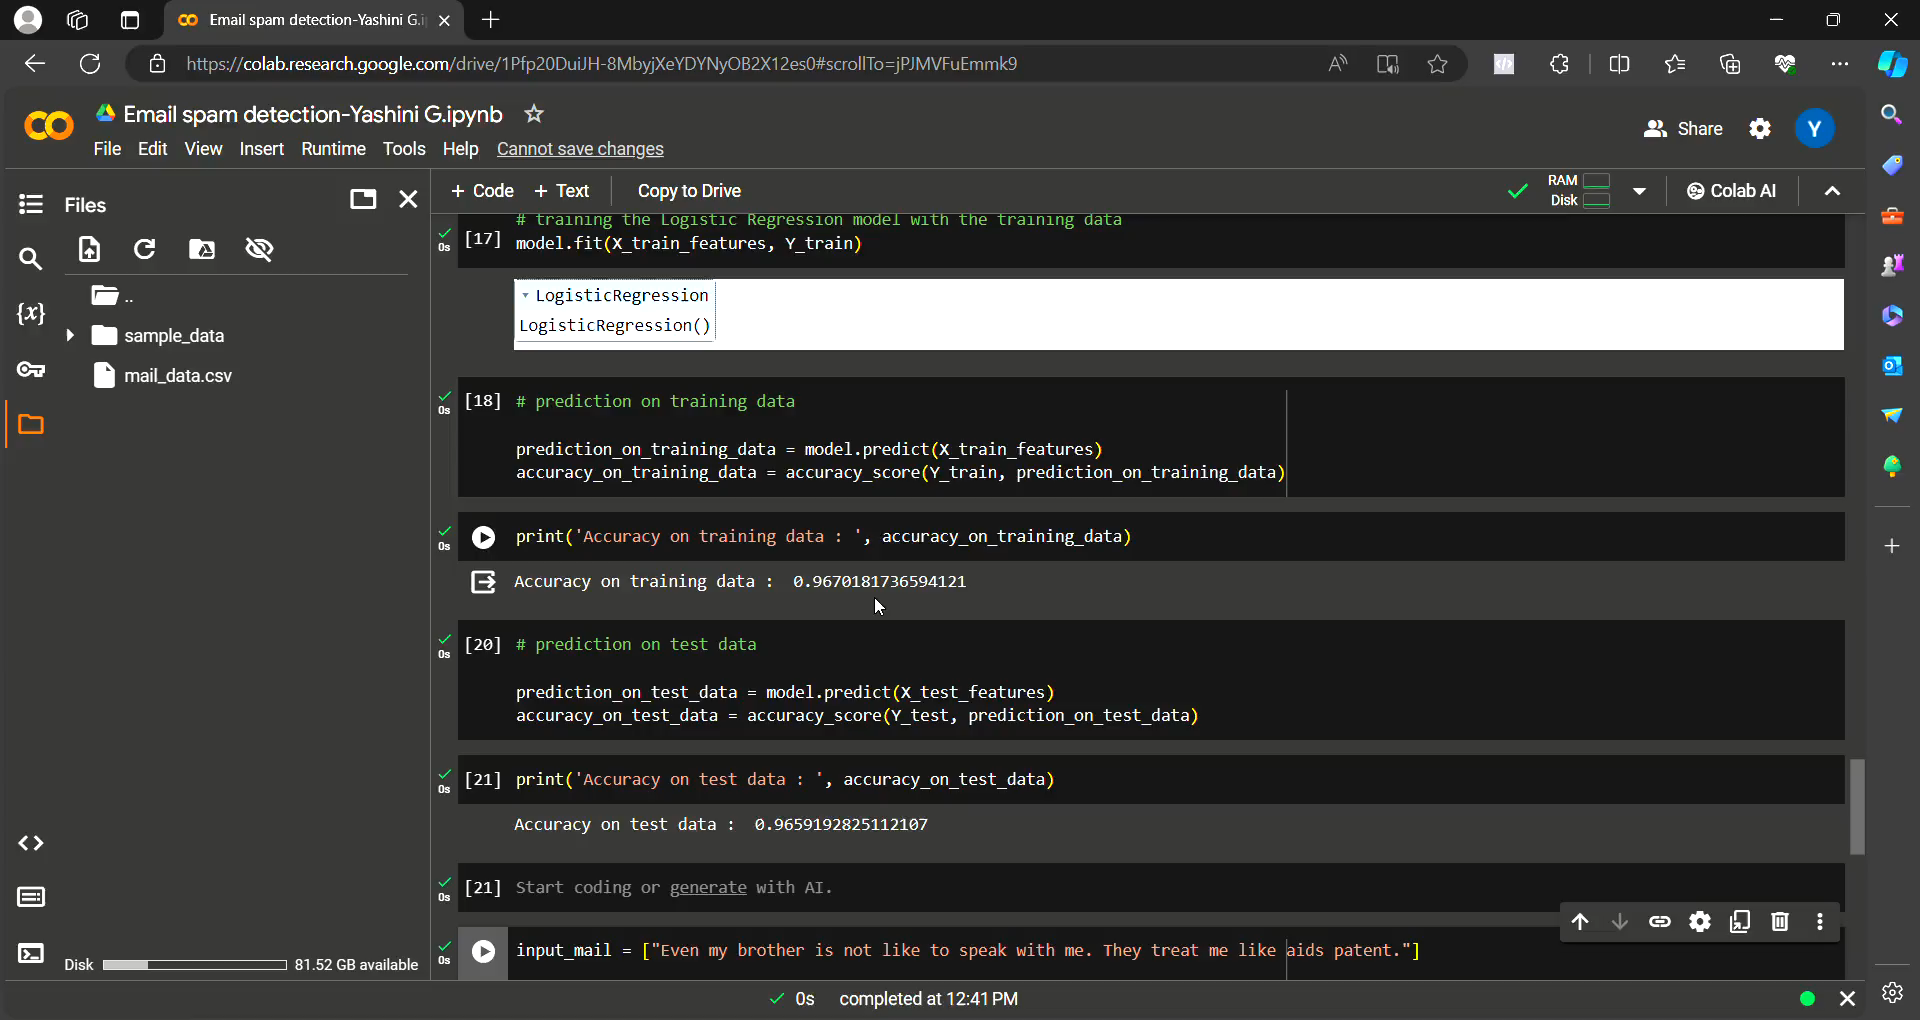 Email spam detection-Yashini G.i
https://colab.research.google.com/drive/1Pfp20DuiJH-8MbyjXeYDYNyOB2X12es0#scrollTo=jPJMVFuEmmk9
Email spam detection-Yashini G.ipynb
File Edit View Insert Runtime Tools Help Cannot save changes
Share
Y
Files
+ Code + Text Copy to Drive
RAM
Disk
Colab AI
..
sample_data
mail_data.csv
{x}
Disk 81.52 GB available
# training the Logistic Regression model with the training data
0s [17] model.fit(X_train_features, Y_train)
LogisticRegression
LogisticRegression()
0s [18] # prediction on training data
prediction_on_training_data = model.predict(X_train_features)
accuracy_on_training_data = accuracy_score(Y_train, prediction_on_training_data)
0s print('Accuracy on training data : ', accuracy_on_training_data)
Accuracy on training data : 0.9670181736594121
0s [20] # prediction on test data
prediction_on_test_data = model.predict(X_test_features)
accuracy_on_test_data = accuracy_score(Y_test, prediction_on_test_data)
0s [21] print('Accuracy on test data : ', accuracy_on_test_data)
Accuracy on test data : 0.9659192825112107
0s [21] Start coding or generate with AI.
0s input_mail = ["Even my brother is not like to speak with me. They treat me like aids patent."]
0s completed at 12:41 PM